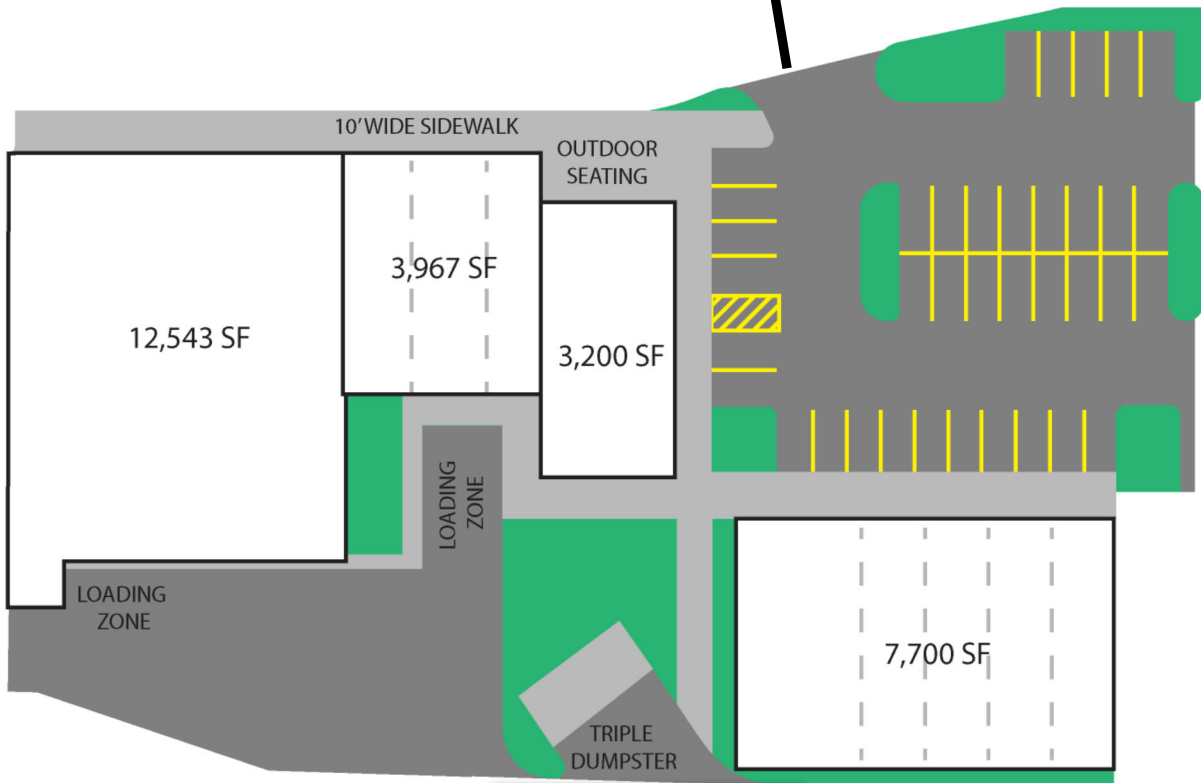 10' WIDE SIDEWALK
OUTDOOR
SEATING
3,967 SF
12,543 SF
3,200 SF
LOADING
ZONE
LOADING
ZONE
7,700 SF
TRIPLE
DUMPSTER